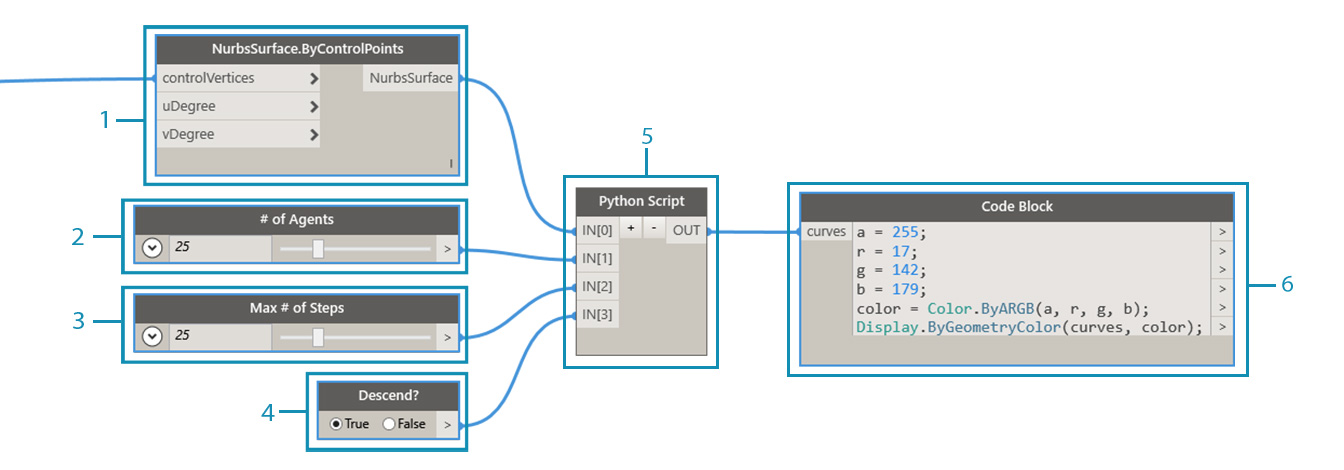 1
NurbsSurface.ByControlPoints
controlVertices > NurbsSurface
uDegree >
vDegree >
I
2
# of Agents
25 >
3
Max # of Steps
25 >
4
Descend?
True False >
5
Python Script
IN[0] + - OUT
IN[1]
IN[2]
IN[3]
6
Code Block
curves a = 255; >
r = 17; >
g = 142; >
b = 179; >
color = Color.ByARGB(a, r, g, b); >
Display.ByGeometryColor(curves, color); >